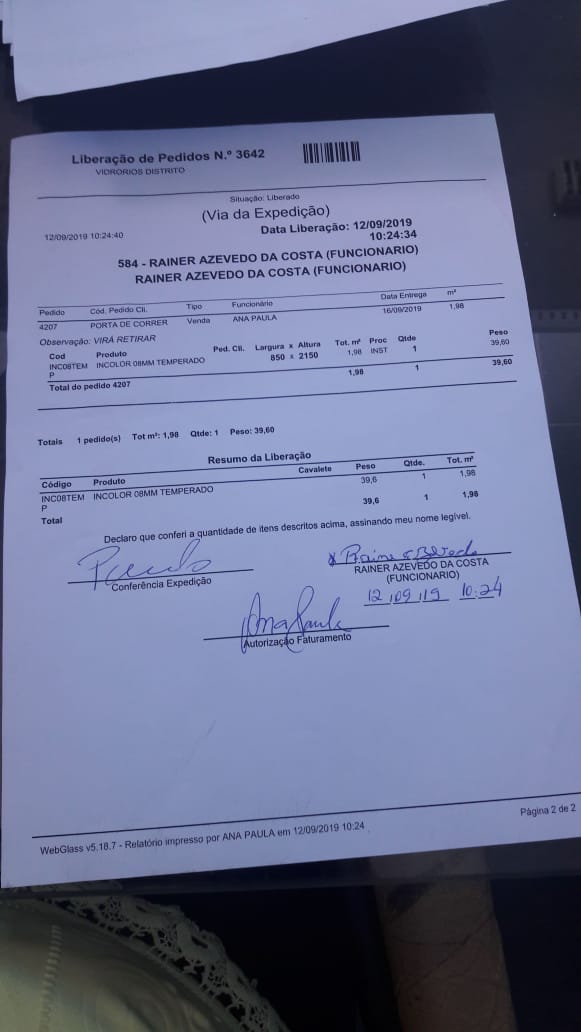 Liberação de Pedidos N.º 3642
VIDRORIOS DISTRITO
Situação: Liberado
(Via da Expedição)
12/09/2019 10:24:40
Data Liberação: 12/09/2019
10:24:34
584 - RAINER AZEVEDO DA COSTA (FUNCIONARIO)
RAINER AZEVEDO DA COSTA (FUNCIONARIO)
Pedido Cód. Pedido Cli. Tipo Funcionário Data Entrega m²
4207 PORTA DE CORRER Venda ANA PAULA 16/09/2019 1,98
Observação: VIRÁ RETIRAR
Cod Produto Ped. Cli. Largura x Altura Tot. m² Proc Qtde Peso
INC08TEM INCOLOR 08MM TEMPERADO 850 x 2150 1,98 INST 1 39,60
P
Total do pedido 4207 1,98 1 39,60
Totais 1 pedido(s) Tot m²: 1,98 Qtde: 1 Peso: 39,60
Resumo da Liberação
Código Produto Cavalete Peso Qtde. Tot. m²
INC08TEM INCOLOR 08MM TEMPERADO 39,6 1 1,98
P
Total 39,6 1 1,98
Declaro que conferi a quantidade de itens descritos acima, assinando meu nome legível.
Conferência Expedição
RAINER AZEVEDO DA COSTA
(FUNCIONARIO)
12/09/19 10:24
Ana Paula
Autorização Faturamento
Página 2 de 2
WebGlass v5.18.7 - Relatório impresso por ANA PAULA em 12/09/2019 10:24